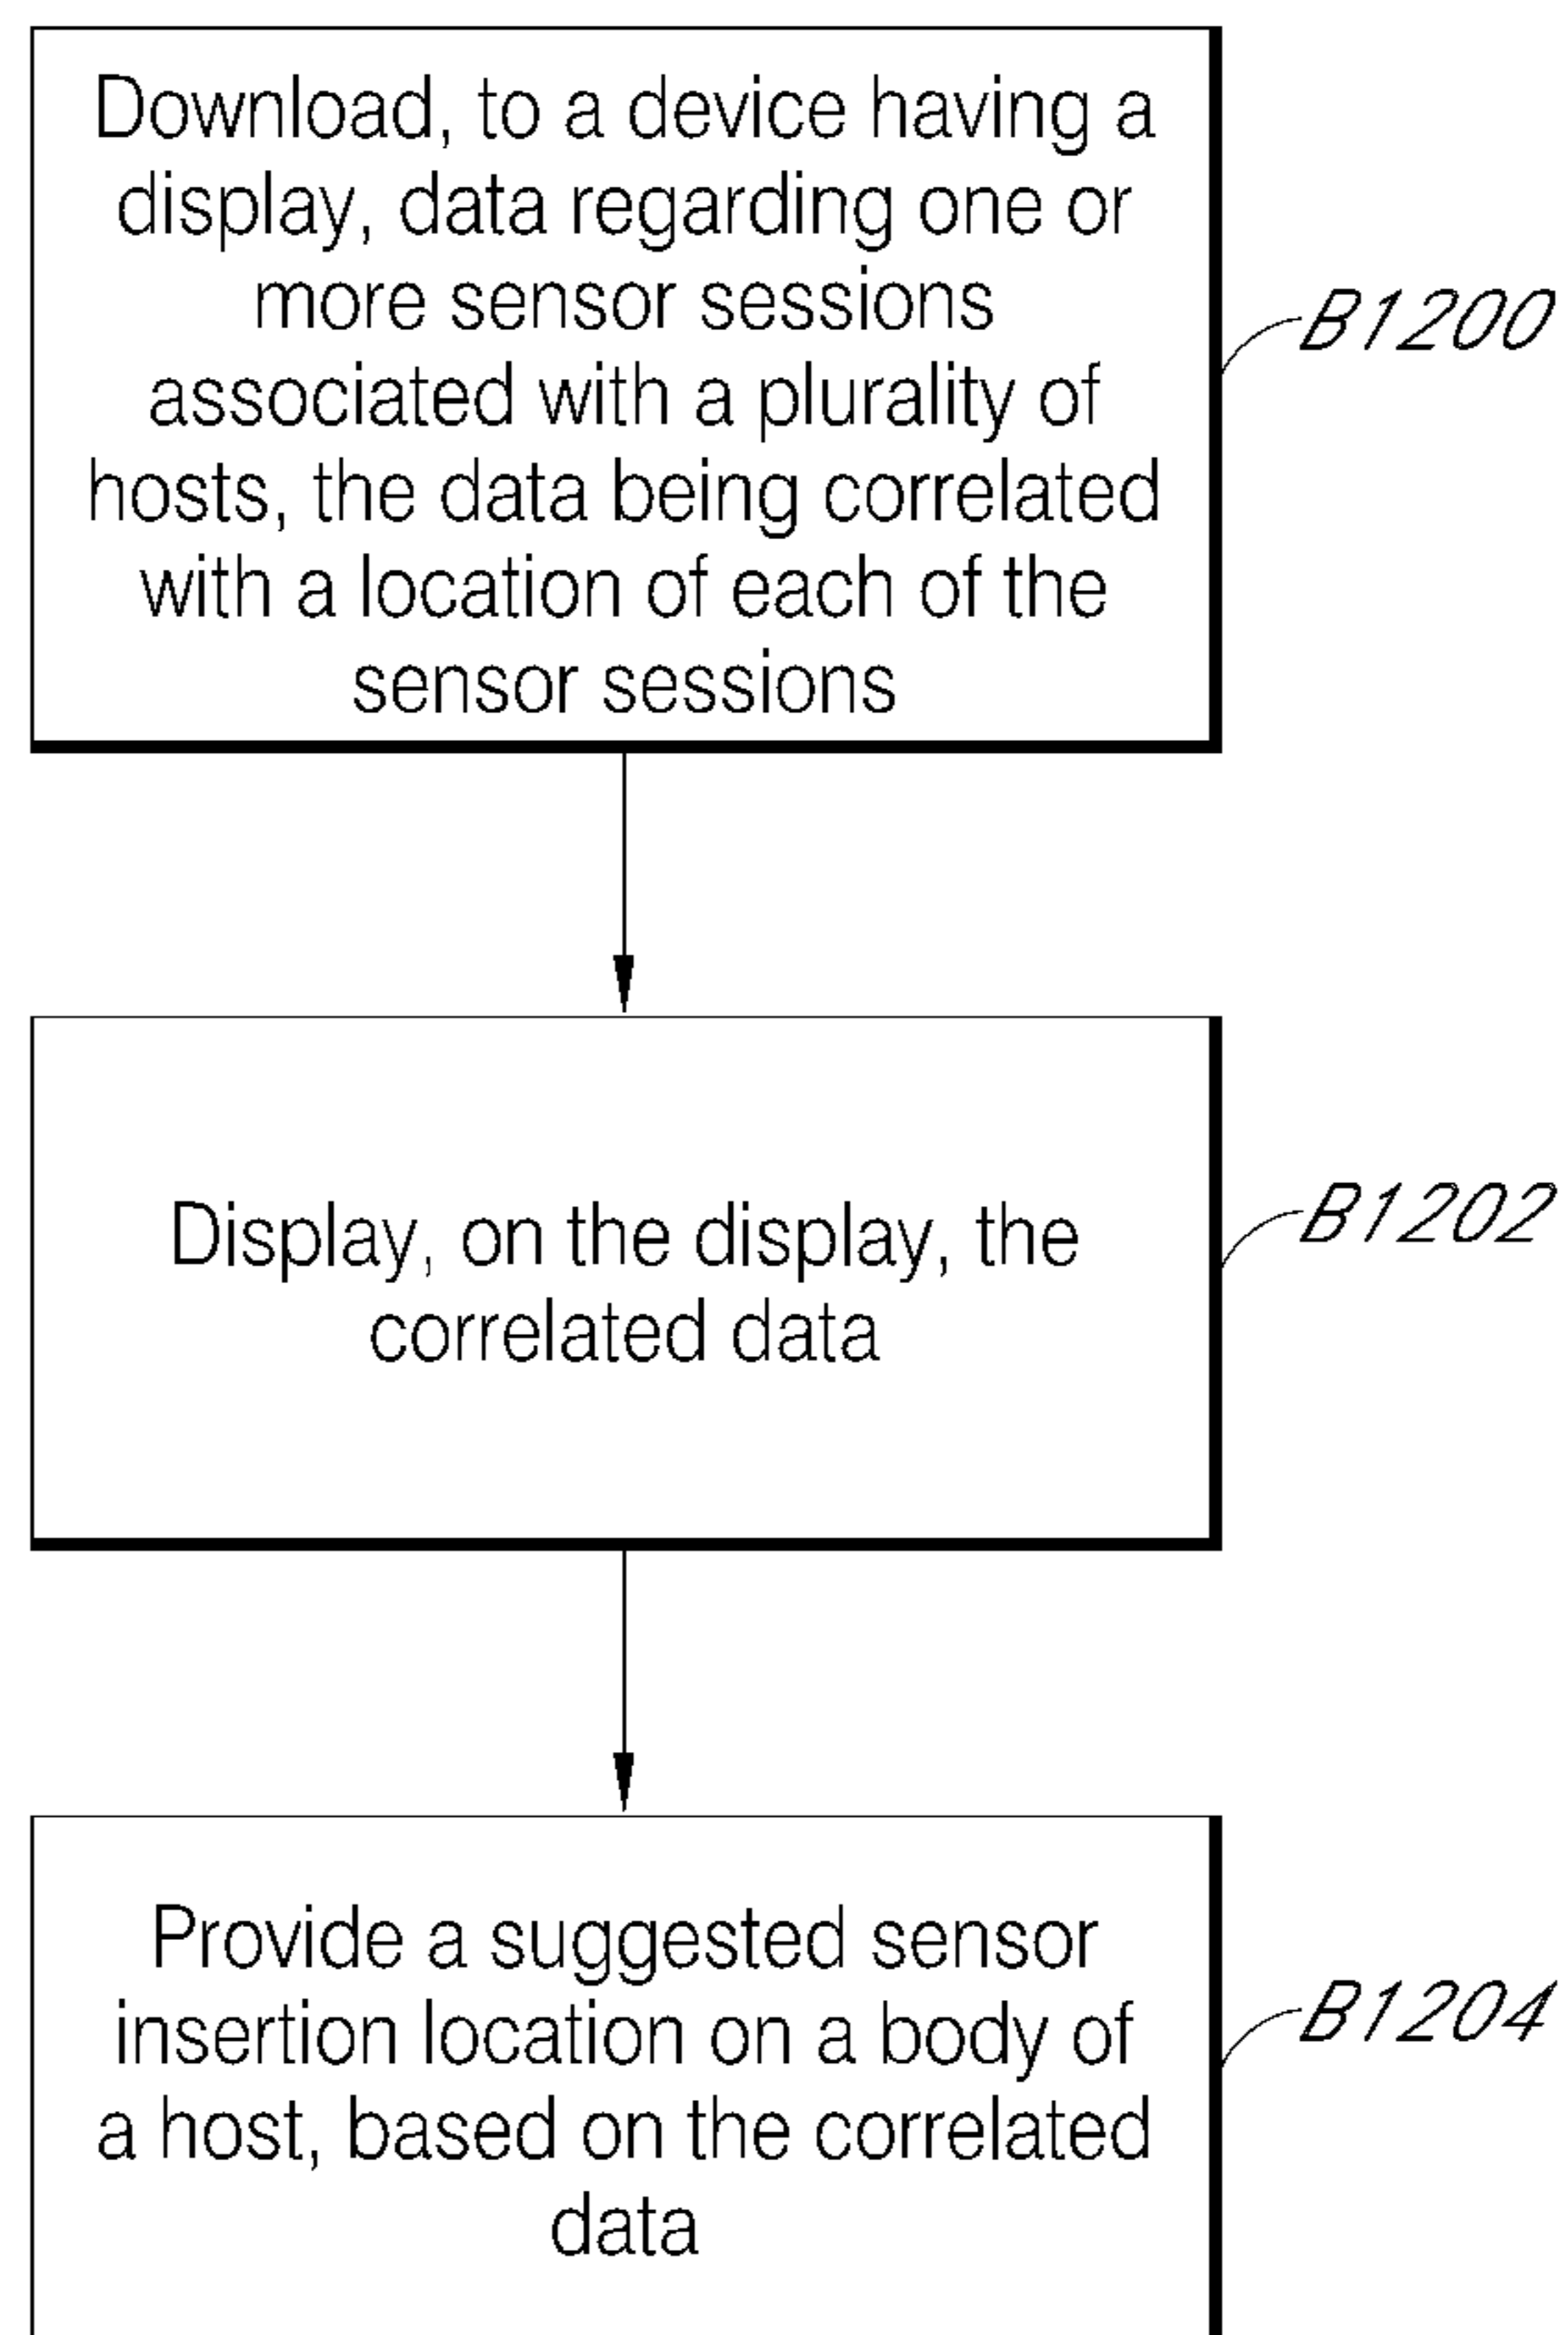 Download, to a device having a
display, data regarding one or
more sensor sessions
associated with a plurality of
hosts, the data being correlated
with a location of each of the
sensor sessions
B1200
Display, on the display, the
correlated data
B1202
Provide a suggested sensor
insertion location on a body of
a host, based on the correlated
data
B1204